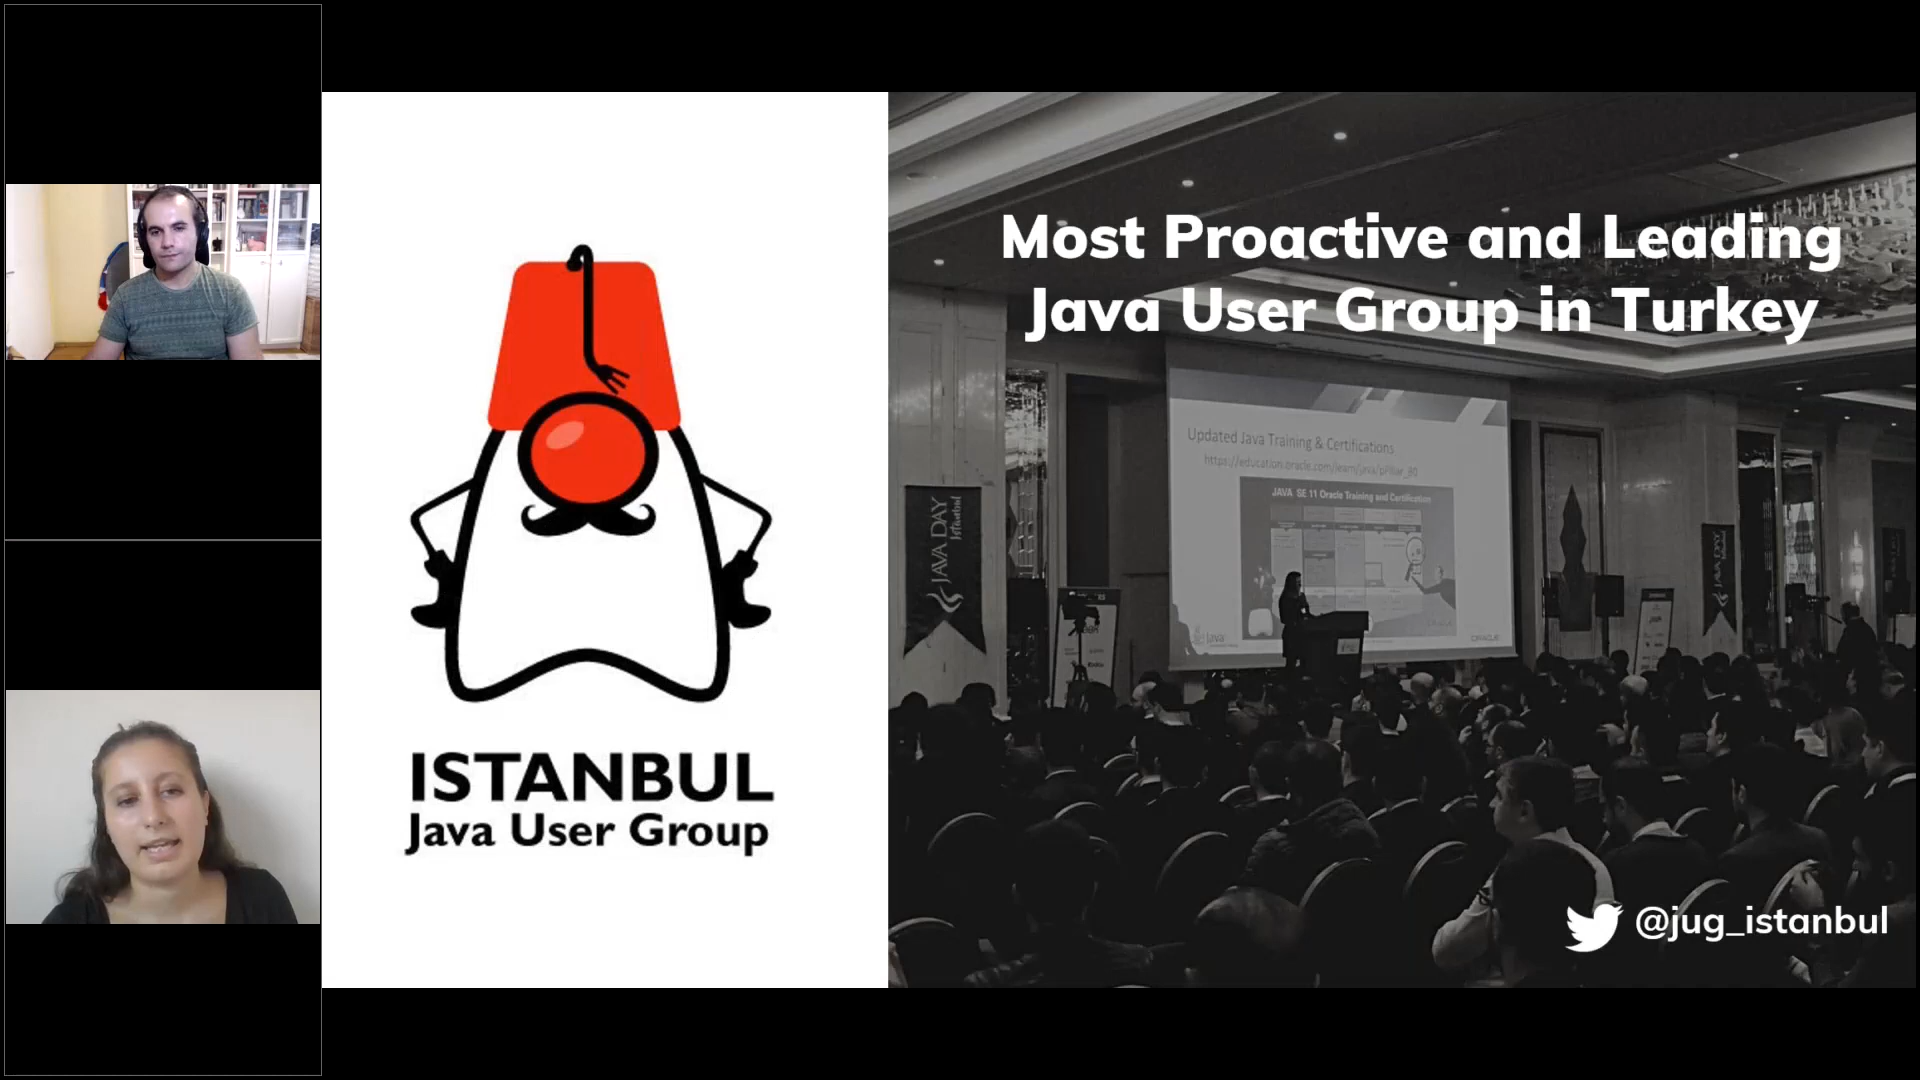 Most Proactive and Leading
Java User Group in Turkey
ISTANBUL
Java User Group
Updated Java Training & Certifications
JAVA SE 11 Oracle Training and Certification
JAVA DAY
Istanbul
@jug_istanbul